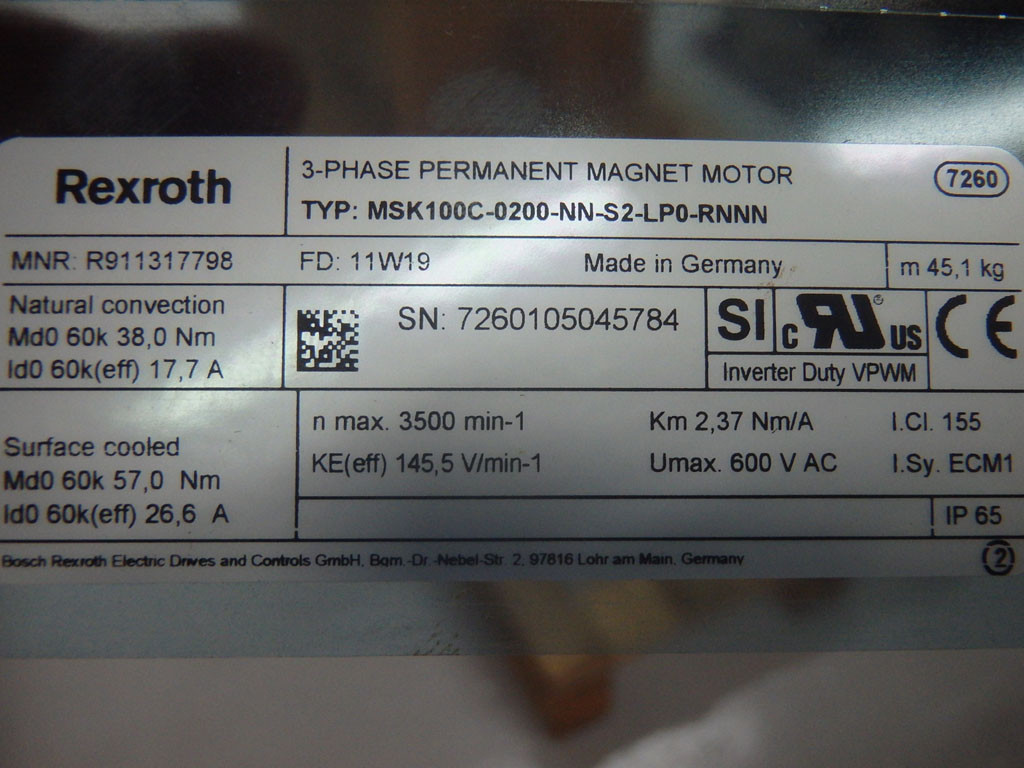 Rexroth
3-PHASE PERMANENT MAGNET MOTOR
7260
TYP: MSK100C-0200-NN-S2-LP0-RNNN
MNR: R911317798
FD: 11W19
Made in Germany
m 45,1 kg
Natural convection
Md0 60k 38,0 Nm
Id0 60k(eff) 17,7 A
SN: 7260105045784
SI
c RU ® US
Inverter Duty VPWM
CE
Surface cooled
Md0 60k 57,0 Nm
Id0 60k(eff) 26,6 A
n max. 3500 min-1
Km 2,37 Nm/A
I.Cl. 155
KE(eff) 145,5 V/min-1
Umax. 600 V AC
I.Sy. ECM1
IP 65
Bosch Rexroth Electric Drives and Controls GmbH, Bgm.-Dr.-Nebel-Str. 2, 97816 Lohr am Main, Germany
2